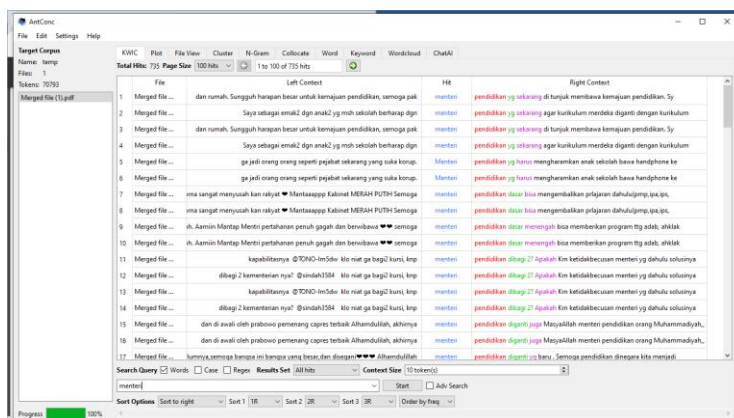 AntConc
File Edit Settings Help
Target Corpus
Name: temp
Files: 1
Tokens: 70793
Merged file (1).pdf
KWIC Plot File View Cluster N-Gram Collocate Word Keyword Wordcloud ChatAI
Total Hits: 735 Page Size 100 hits 1 to 100 of 735 hits
File Left Context Hit Right Context
1 Merged file ... dan rumah. Sungguh harapan besar untuk kemajuan pendidikan, semoga pak menteri pendidikan yg sekarang di tunjuk membawa kemajuan pendidikan. Sy
2 Merged file ... Saya sebagai emak2 dgn anak2 yg msh sekolah berharap dgn menteri pendidikan yg sekarang agar kurikulum merdeka diganti dengan kurikulum
3 Merged file ... dan rumah. Sungguh harapan besar untuk kemajuan pendidikan, semoga pak menteri pendidikan yg sekarang di tunjuk membawa kemajuan pendidikan. Sy
4 Merged file ... Saya sebagai emak2 dgn anak2 yg msh sekolah berharap dgn menteri pendidikan yg sekarang agar kurikulum merdeka diganti dengan kurikulum
5 Merged file ... ga jadi orang orang seperti pejabat sekarang yang suka korup. Menteri pendidikan yg harus mengharamkan anak sekolah bawa handphone ke
6 Merged file ... ga jadi orang orang seperti pejabat sekarang yang suka korup. Menteri pendidikan yg harus mengharamkan anak sekolah bawa handphone ke
7 Merged file ... sangat menyusah kan rakyat ❤ Mantaaappp Kabinet MERAH PUTIH Semoga menteri pendidikan dasar bisa mengembalikan prlajaran dahulu(pmp,ipa,ips,
8 Merged file ... sangat menyusah kan rakyat ❤ Mantaaappp Kabinet MERAH PUTIH Semoga menteri pendidikan dasar bisa mengembalikan prlajaran dahulu(pmp,ipa,ips,
9 Merged file ... h. Aamiin Mantap Mentri pertahanan penuh gagah dan berwibawa ❤❤ semoga menteri pendidikan dasar menengah bisa memberikan program ttg adab, ahklak
10 Merged file ... h. Aamiin Mantap Mentri pertahanan penuh gagah dan berwibawa ❤❤ semoga menteri pendidikan dasar menengah bisa memberikan program ttg adab, ahklak
11 Merged file ... kapabilitasnya @TONO-lm5dw klo niat ga bagi2 kursi, knp menteri pendidikan dibagi 2? Apakah Krn ketidakbecusan menteri yg dahulu solusinya
12 Merged file ... dibagi 2 kementerian nya? @sindah3584 klo niat ga bagi2 kursi, knp menteri pendidikan dibagi 2? Apakah Krn ketidakbecusan menteri yg dahulu solusinya
13 Merged file ... kapabilitasnya @TONO-lm5dw klo niat ga bagi2 kursi, knp menteri pendidikan dibagi 2? Apakah Krn ketidakbecusan menteri yg dahulu solusinya
14 Merged file ... dibagi 2 kementerian nya? @sindah3584 klo niat ga bagi2 kursi, knp menteri pendidikan dibagi 2? Apakah Krn ketidakbecusan menteri yg dahulu solusinya
15 Merged file ... dan di awali oleh prabowo pemenang capres terbaik Alhamdulilah, akhirnya menteri pendidikan diganti juga MasyaAllah menteri pendidikan orang Muhammadiyah,,
16 Merged file ... dan di awali oleh prabowo pemenang capres terbaik Alhamdulilah, akhirnya menteri pendidikan diganti juga MasyaAllah menteri pendidikan orang Muhammadiyah,,
17 Merged file ... lumnya,semoga bangsa ini bangsa yang besar,dan disegani❤❤❤ Alhamdulillah menteri pendidikan diganti yg baru . Semoga pendidikan dinegara kita menjadi
Search Query Words Case Regex Results Set All hits Context Size 10 token(s)
menteri Start Adv Search
Sort Options Sort to right Sort 1 1R Sort 2 2R Sort 3 3R Order by freq
Progress 100%